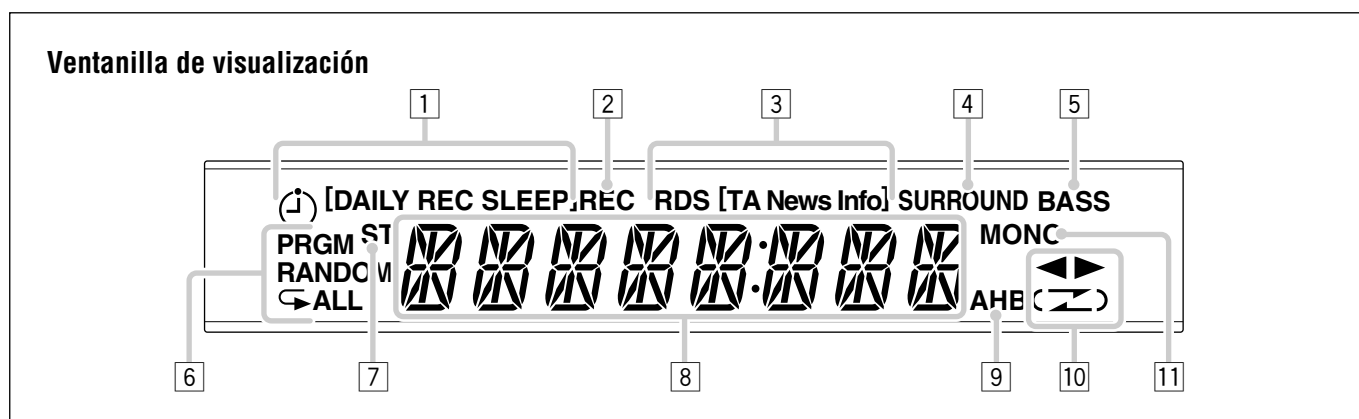 Ventanilla de visualización
1 2 3 4 5
[DAILY REC SLEEP] REC RDS [TA News Info] SURROUND BASS
PRGM ST MONO
RANDOM
ALL AHB
6 7 8 9 10 11